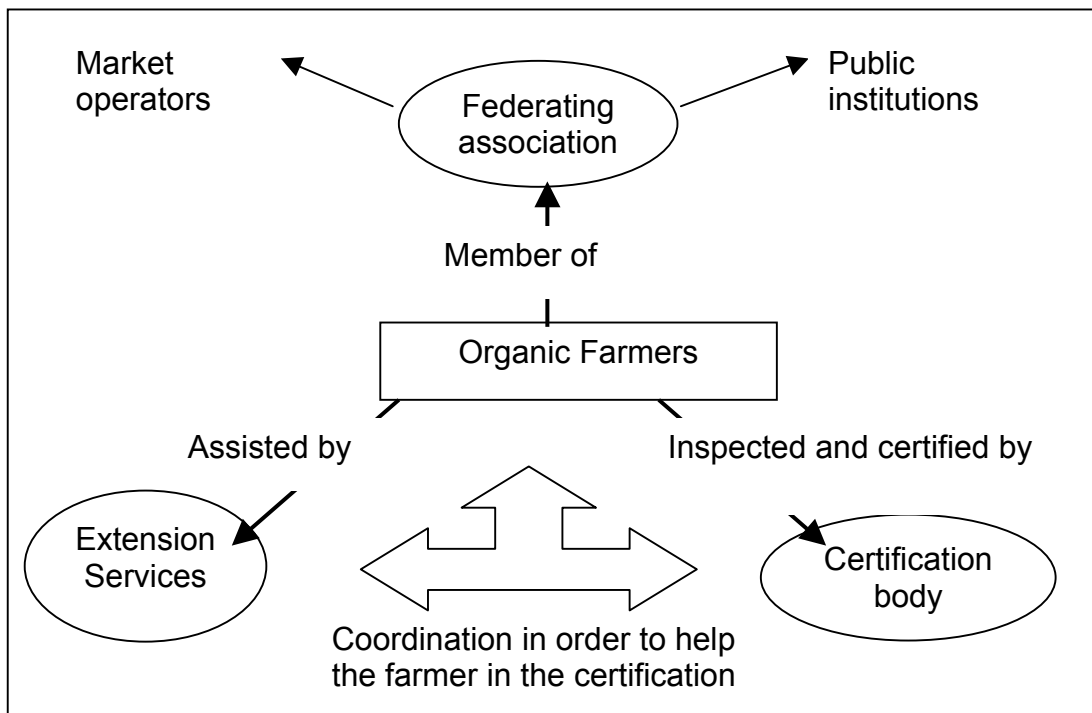 Market
operators
Public
institutions
Federating
association
Member of
Organic Farmers
Assisted by
Inspected and certified by
Extension
Services
Certification
body
Coordination in order to help
the farmer in the certification